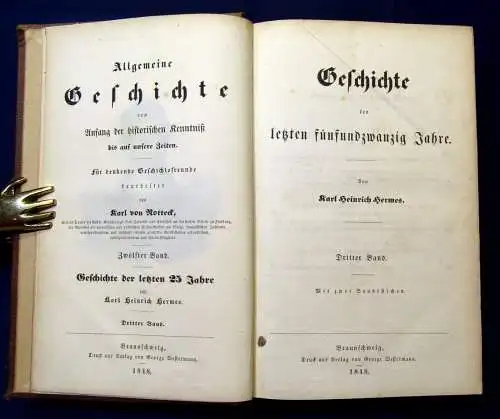 Allgemeine
Geschichte
vom
Anfang der historischen Kenntniß
bis auf unsere Zeiten.
Für denkende Geschichtsfreunde
bearbeitet
von
Karl von Rotteck,
Zwölfter Band.
Geschichte der letzten 25 Jahre
von
Karl Heinrich Hermes.
Dritter Band.
Braunschweig,
Druck und Verlag von George Westermann.
1848.
Geschichte
der
letzten fünfundzwanzig Jahre.
Von
Karl Heinrich Hermes.
Dritter Band.
Mit zwei Stahlstichen.
Braunschweig,
Druck und Verlag von George Westermann.
1848.